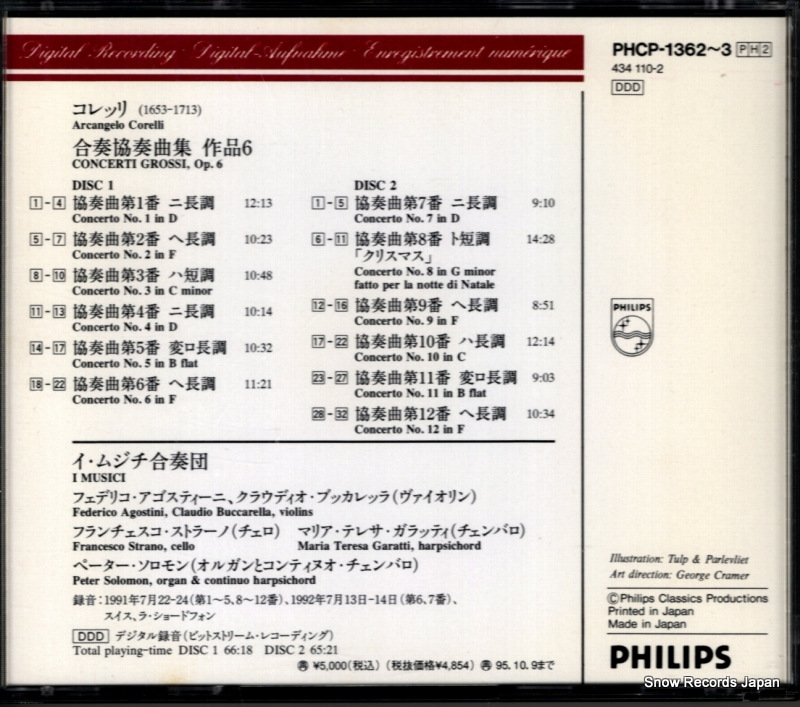 Digital Recording · Digital-Aufnahme · Enregistrement numérique
PHCP-1362~3 PH2
434 110-2
DDD
コレッリ (1653-1713)
Arcangelo Corelli
合奏協奏曲集 作品6
CONCERTI GROSSI, Op. 6
DISC 1
1-4 協奏曲第1番 ニ長調 12:13
Concerto No. 1 in D
5-7 協奏曲第2番 ヘ長調 10:23
Concerto No. 2 in F
8-10 協奏曲第3番 ハ短調 10:48
Concerto No. 3 in C minor
11-13 協奏曲第4番 ニ長調 10:14
Concerto No. 4 in D
14-17 協奏曲第5番 変ロ長調 10:32
Concerto No. 5 in B flat
18-22 協奏曲第6番 ヘ長調 11:21
Concerto No. 6 in F
DISC 2
1-5 協奏曲第7番 ニ長調 9:10
Concerto No. 7 in D
6-11 協奏曲第8番 ト短調 14:28
「クリスマス」
Concerto No. 8 in G minor
fatto per la notte di Natale
12-16 協奏曲第9番 ヘ長調 8:51
Concerto No. 9 in F
17-22 協奏曲第10番 ハ長調 12:14
Concerto No. 10 in C
23-27 協奏曲第11番 変ロ長調 9:03
Concerto No. 11 in B flat
28-32 協奏曲第12番 ヘ長調 10:34
Concerto No. 12 in F
イ・ムジチ合奏団
I MUSICI
フェデリコ・アゴスティーニ、クラウディオ・ブッカレッラ(ヴァイオリン)
Federico Agostini, Claudio Buccarella, violins
フランチェスコ・ストラーノ(チェロ) マリア・テレサ・ガラッティ(チェンバロ)
Francesco Strano, cello Maria Teresa Garatti, harpsichord
ペーター・ソロモン(オルガンとコンティヌオ・チェンバロ)
Peter Solomon, organ & continuo harpsichord
録音:1991年7月22-24(第1~5、8~12番)、1992年7月13日-14日(第6、7番)、
スイス、ラ・ショードフォン
DDD デジタル録音(ビットストリーム・レコーディング)
Total playing-time DISC 1 66:18 DISC 2 65:21
再 ¥5,000(税込) (税抜価格¥4,854) 再 95.10.9まで
PHILIPS
Illustration: Tulp & Parlevliet
Art direction: George Cramer
©Philips Classics Productions
Printed in Japan
Made in Japan
PHILIPS
Snow Records Japan